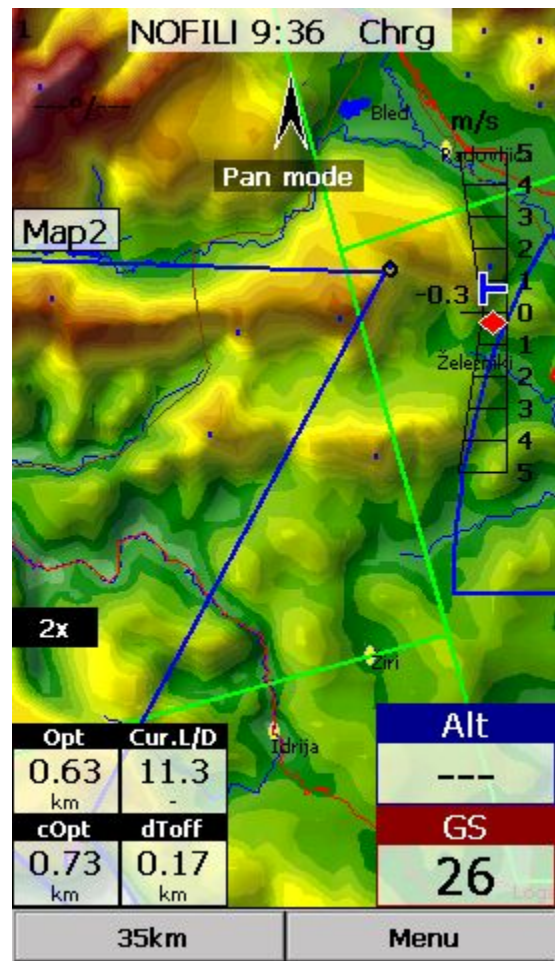 1
NOFILI 9:36 Chrg
---°/---
Bled
m/s
Radovljica
Pan mode
Map2
5
4
3
2
1
-0.3
0
1
Železniki
2
3
4
5
2x
Žiri
Idrija
Opt
Cur.L/D
0.63
11.3
km
-
cOpt
dToff
0.73
0.17
km
km
Alt
---
GS
26
35km
Menu